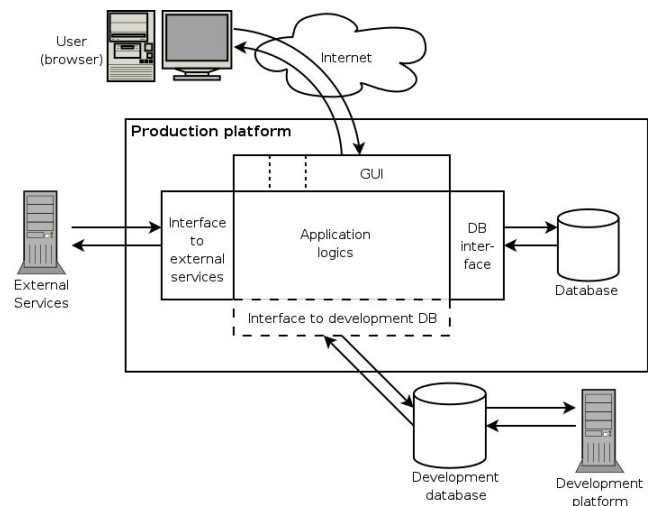 User
(browser)
Internet
Production platform
GUI
Interface
to
external
services
Application
logics
DB
inter-
face
External
Services
Database
Interface to development DB
Development
database
Development
platform